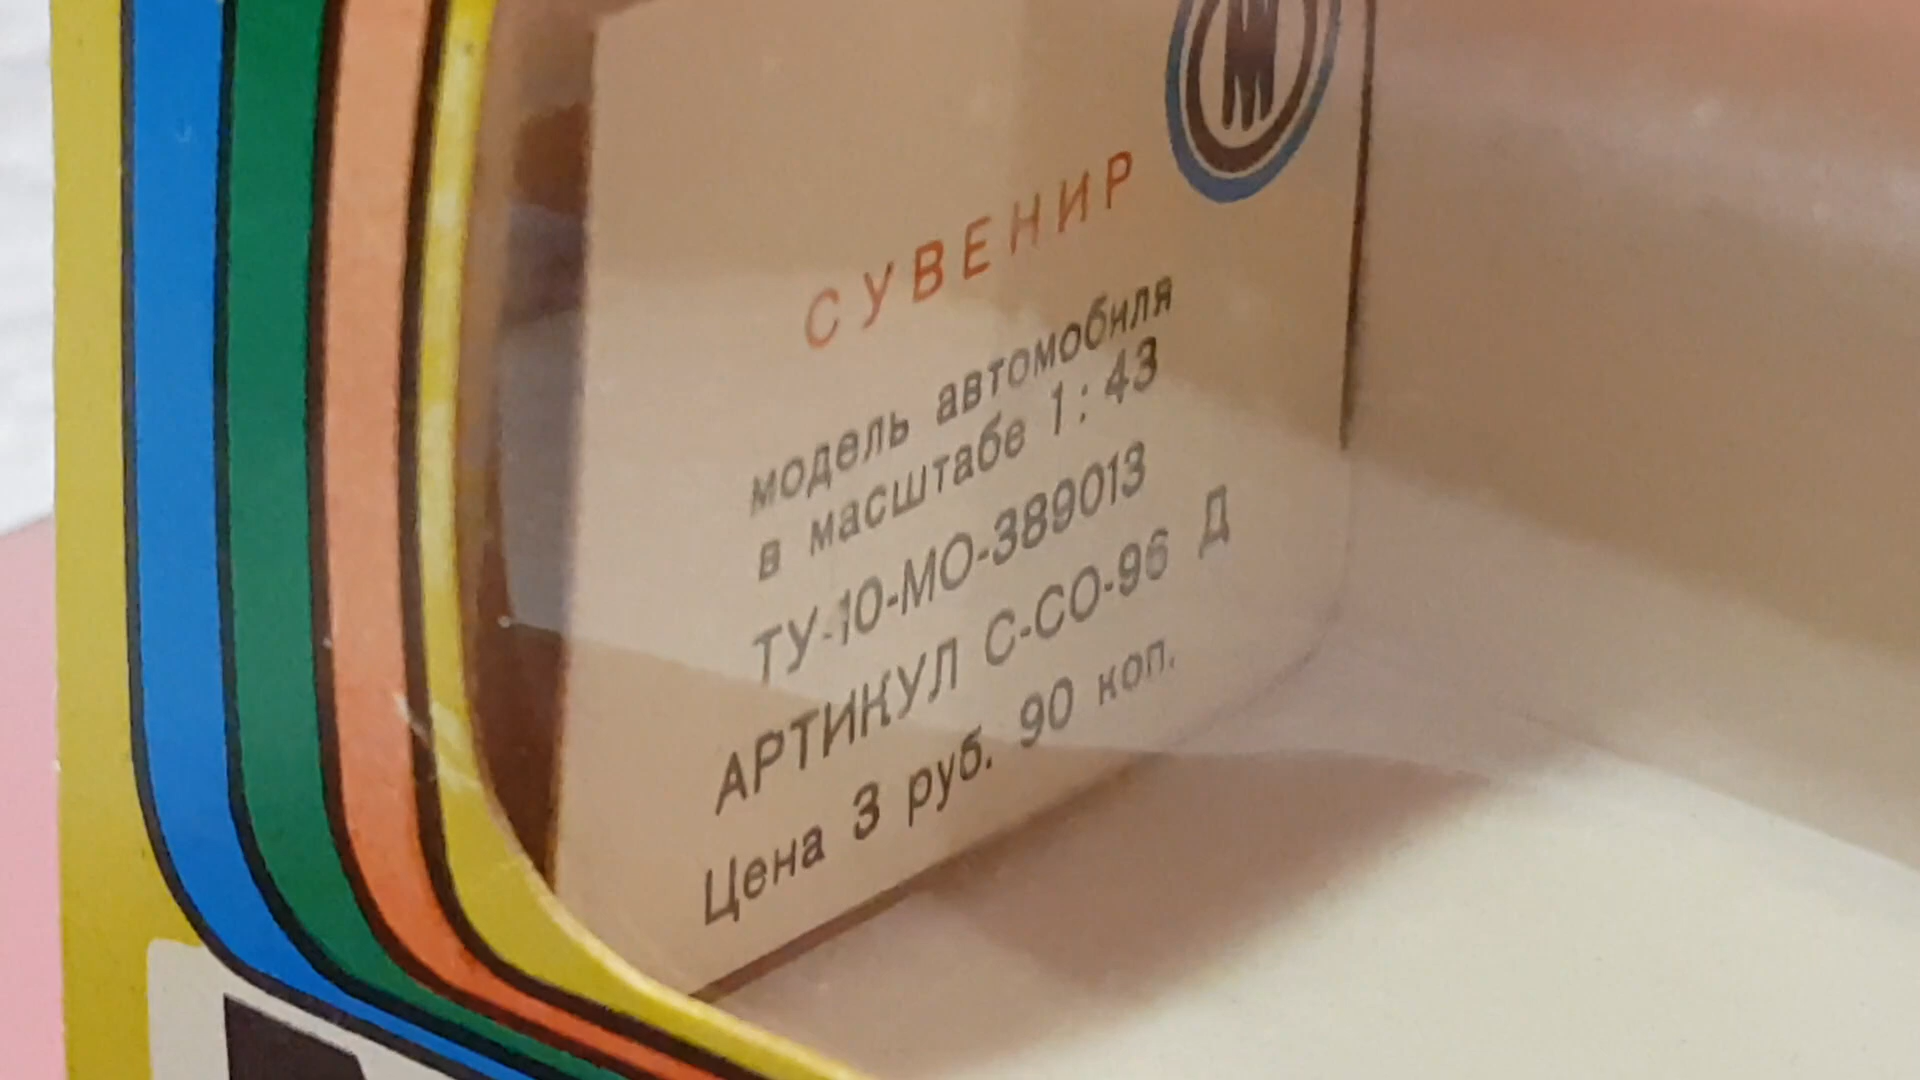 СУВЕНИР
модель автомобиля
в масштабе 1:43
ТУ-10-МО-389013
АРТИКУЛ С-СО-96 Д
Цена 3 руб. 90 коп.